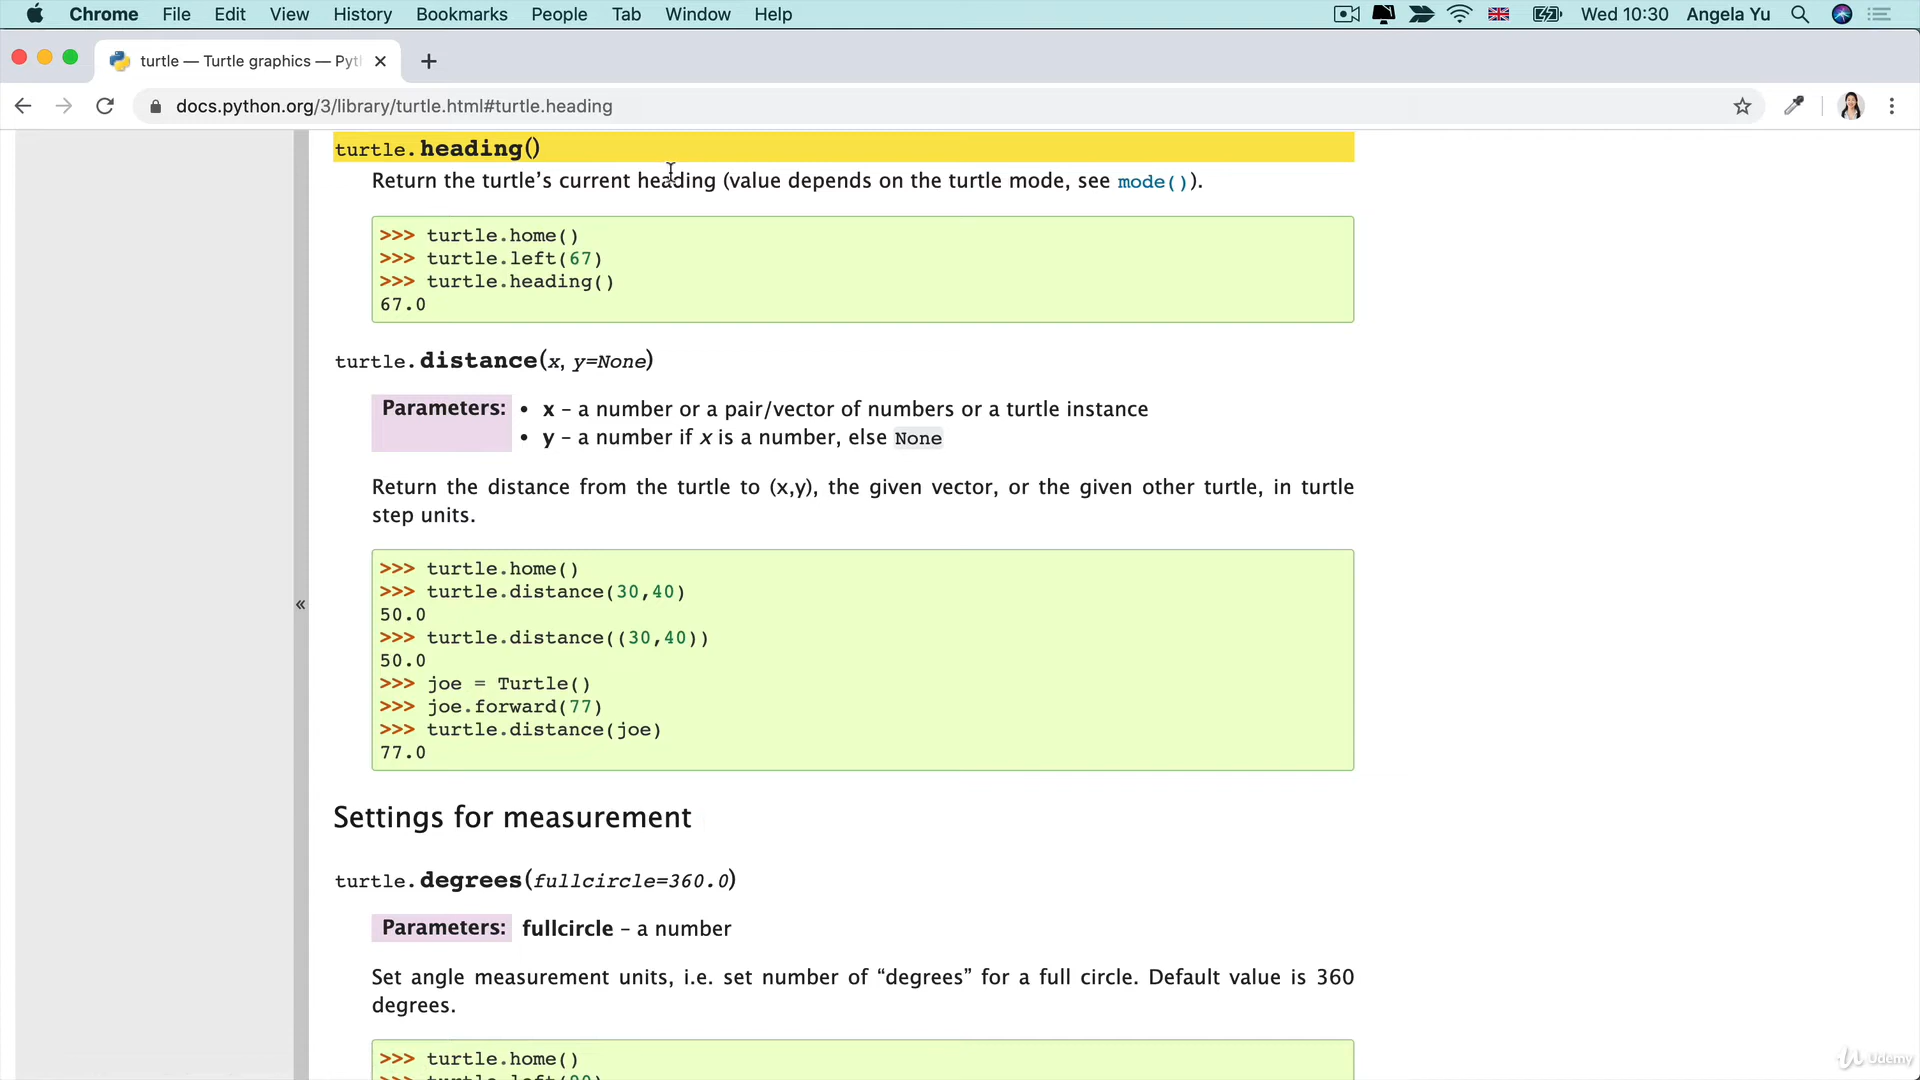 Chrome File Edit View History Bookmarks People Tab Window Help Wed 10:30 Angela Yu
turtle — Turtle graphics — Pyt
docs.python.org/3/library/turtle.html#turtle.heading
turtle.heading()
Return the turtle’s current heading (value depends on the turtle mode, see mode()).
>>> turtle.home()
>>> turtle.left(67)
>>> turtle.heading()
67.0
turtle.distance(x, y=None)
Parameters: • x – a number or a pair/vector of numbers or a turtle instance
• y – a number if x is a number, else None
Return the distance from the turtle to (x,y), the given vector, or the given other turtle, in turtle
step units.
>>> turtle.home()
>>> turtle.distance(30,40)
50.0
>>> turtle.distance((30,40))
50.0
>>> joe = Turtle()
>>> joe.forward(77)
>>> turtle.distance(joe)
77.0
«
Settings for measurement
turtle.degrees(fullcircle=360.0)
Parameters: fullcircle – a number
Set angle measurement units, i.e. set number of “degrees” for a full circle. Default value is 360
degrees.
>>> turtle.home()
>>> turtle.left(90)
Udemy